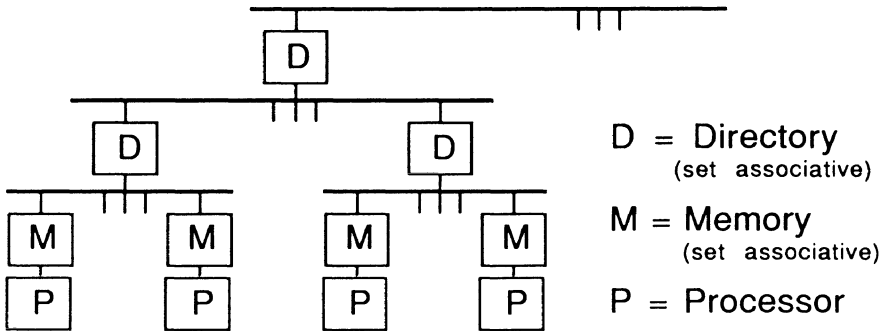 D
D
D
D = Directory
(set associative)
M
M
M
M
M = Memory
(set associative)
P
P
P
P
P = Processor